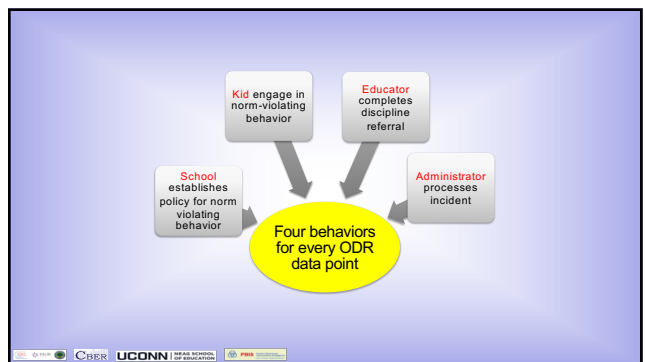 Kid engage in
norm-violating
behavior
Educator
completes
discipline
referral
School
establishes
policy for norm
violating
behavior
Administrator
processes
incident
Four behaviors
for every ODR
data point
CBER
UCONN | NEAG SCHOOL
OF EDUCATION
PBIS